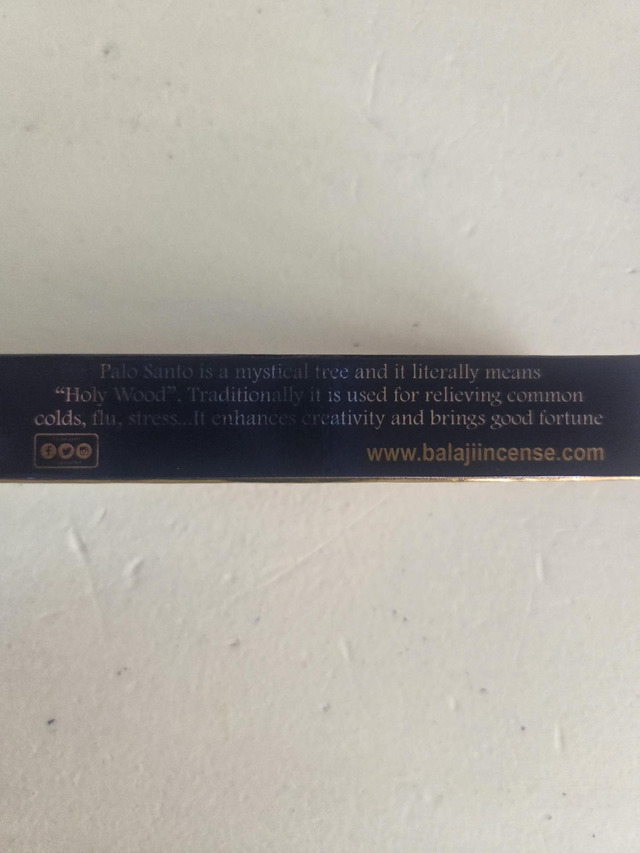 Palo Santo is a mystical tree and it literally means
“Holy Wood”. Traditionally it is used for relieving common
colds, flu, stress...It enhances creativity and brings good fortune
www.balajiincense.com